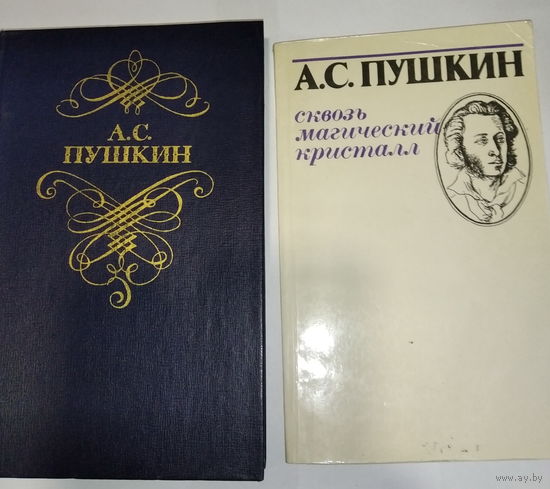 А.С.
ПУШКИН
А.С. ПУШКИН
сквозь
магический
кристалл
www.ay.by